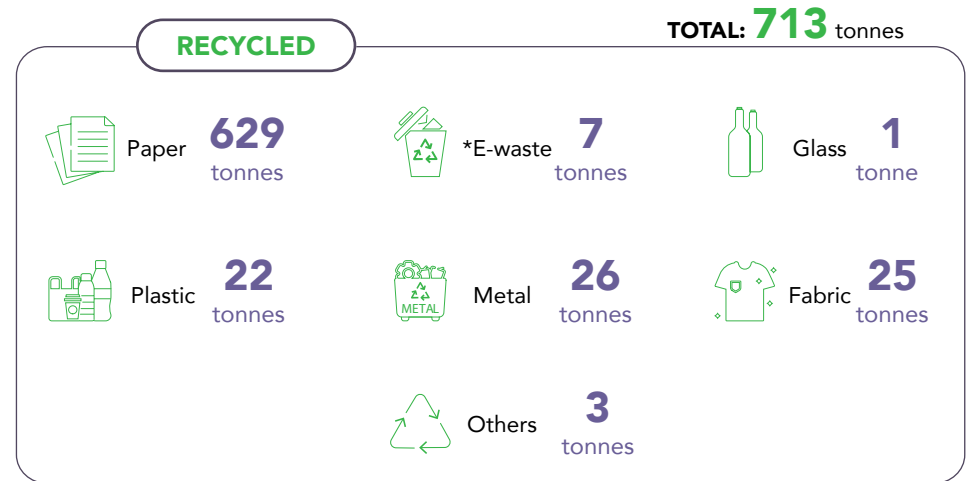 TOTAL: 713 tonnes
RECYCLED
Paper 629 tonnes
*E-waste 7 tonnes
Glass 1 tonne
Plastic 22 tonnes
METAL
Metal 26 tonnes
Fabric 25 tonnes
Others 3 tonnes